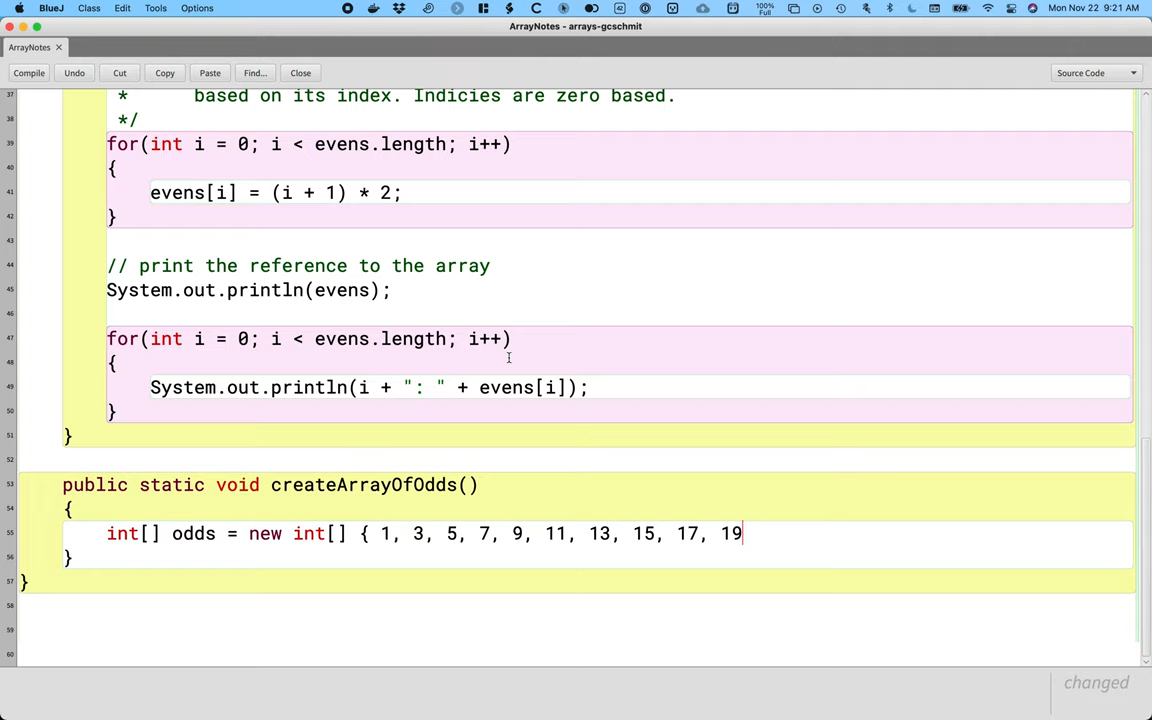 BlueJ Class Edit Tools Options 42 100% Full Mon Nov 22 9:21 AM
ArrayNotes - arrays-gcschmit
ArrayNotes ×
Compile Undo Cut Copy Paste Find... Close Source Code
37 * based on its index. Indicies are zero based.
38 */
39 for(int i = 0; i < evens.length; i++)
40 {
41 evens[i] = (i + 1) * 2;
42 }
43
44 // print the reference to the array
45 System.out.println(evens);
46
47 for(int i = 0; i < evens.length; i++)
48 {
49 System.out.println(i + ": " + evens[i]);
50 }
51 }
52
53 public static void createArrayOfOdds()
54 {
55 int[] odds = new int[] { 1, 3, 5, 7, 9, 11, 13, 15, 17, 19
56 }
57 }
58
59
60
changed